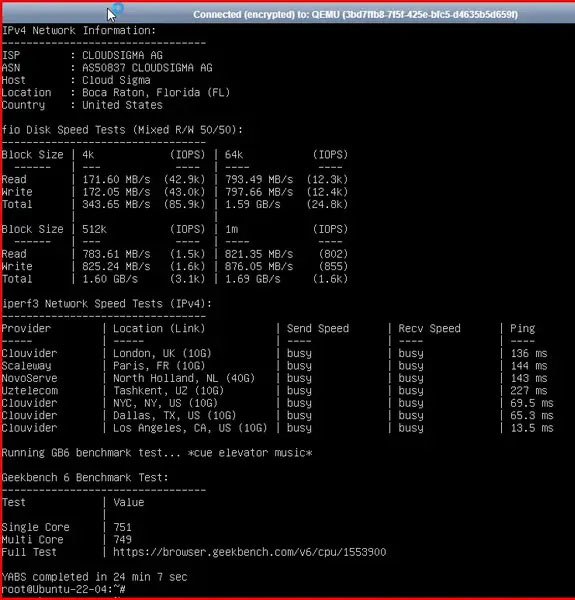 Connected (encrypted) to: QEMU (3bd7ffb8-7f5f-425e-bfc5-d4635b5d659f)
IPv4 Network Information:
---------------------------------
ISP        : CLOUDSIGMA AG
ASN        : AS50837 CLOUDSIGMA AG
Host       : Cloud Sigma
Location   : Boca Raton, Florida (FL)
Country    : United States
fio Disk Speed Tests (Mixed R/W 50/50):
---------------------------------
Block Size | 4k            (IOPS) | 64k           (IOPS)
  ------   | ---            ----  | ----           ----
Read       | 171.60 MB/s  (42.9k) | 793.49 MB/s  (12.3k)
Write      | 172.05 MB/s  (43.0k) | 797.66 MB/s  (12.4k)
Total      | 343.65 MB/s  (85.9k) | 1.59 GB/s    (24.8k)
           |                      |
Block Size | 512k          (IOPS) | 1m            (IOPS)
  ------   | ---            ----  | ----           ----
Read       | 783.61 MB/s   (1.5k) | 821.35 MB/s    (802)
Write      | 825.24 MB/s   (1.6k) | 876.05 MB/s    (855)
Total      | 1.60 GB/s     (3.1k) | 1.69 GB/s     (1.6k)
iperf3 Network Speed Tests (IPv4):
---------------------------------
Provider        | Location (Link)           | Send Speed      | Recv Speed      | Ping
-----           | -----                     | ----            | ----            | ----
Clouvider       | London, UK (10G)          | busy            | busy            | 136 ms
Scaleway        | Paris, FR (10G)           | busy            | busy            | 144 ms
NovoServe       | North Holland, NL (40G)   | busy            | busy            | 143 ms
Uztelecom       | Tashkent, UZ (10G)        | busy            | busy            | 227 ms
Clouvider       | NYC, NY, US (10G)         | busy            | busy            | 69.5 ms
Clouvider       | Dallas, TX, US (10G)      | busy            | busy            | 65.3 ms
Clouvider       | Los Angeles, CA, US (10G) | busy            | busy            | 13.5 ms
Running GB6 benchmark test... *cue elevator music*
Geekbench 6 Benchmark Test:
---------------------------------
Test            | Value
                |
Single Core     | 751
Multi Core      | 749
Full Test       | https://browser.geekbench.com/v6/cpu/1553900
YABS completed in 24 min 7 sec
root@Ubuntu-22-04:~#